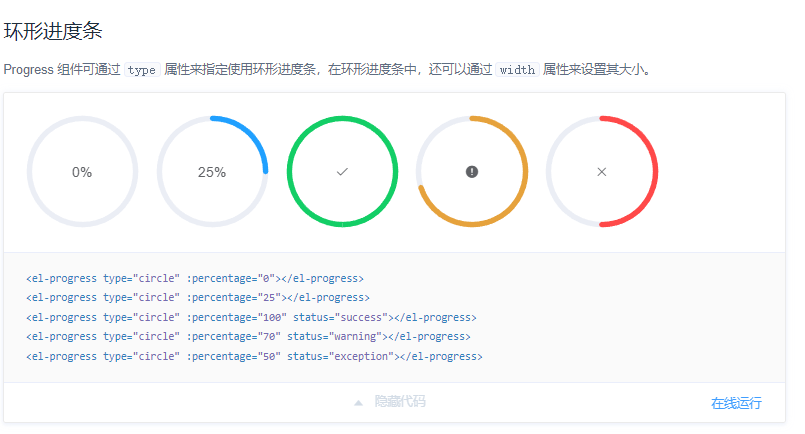 环形进度条
Progress 组件可通过 type 属性来指定使用环形进度条，在环形进度条中，还可以通过 width 属性来设置其大小。
0%
25%
<el-progress type="circle" :percentage="0"></el-progress>
<el-progress type="circle" :percentage="25"></el-progress>
<el-progress type="circle" :percentage="100" status="success"></el-progress>
<el-progress type="circle" :percentage="70" status="warning"></el-progress>
<el-progress type="circle" :percentage="50" status="exception"></el-progress>
隐藏代码
在线运行